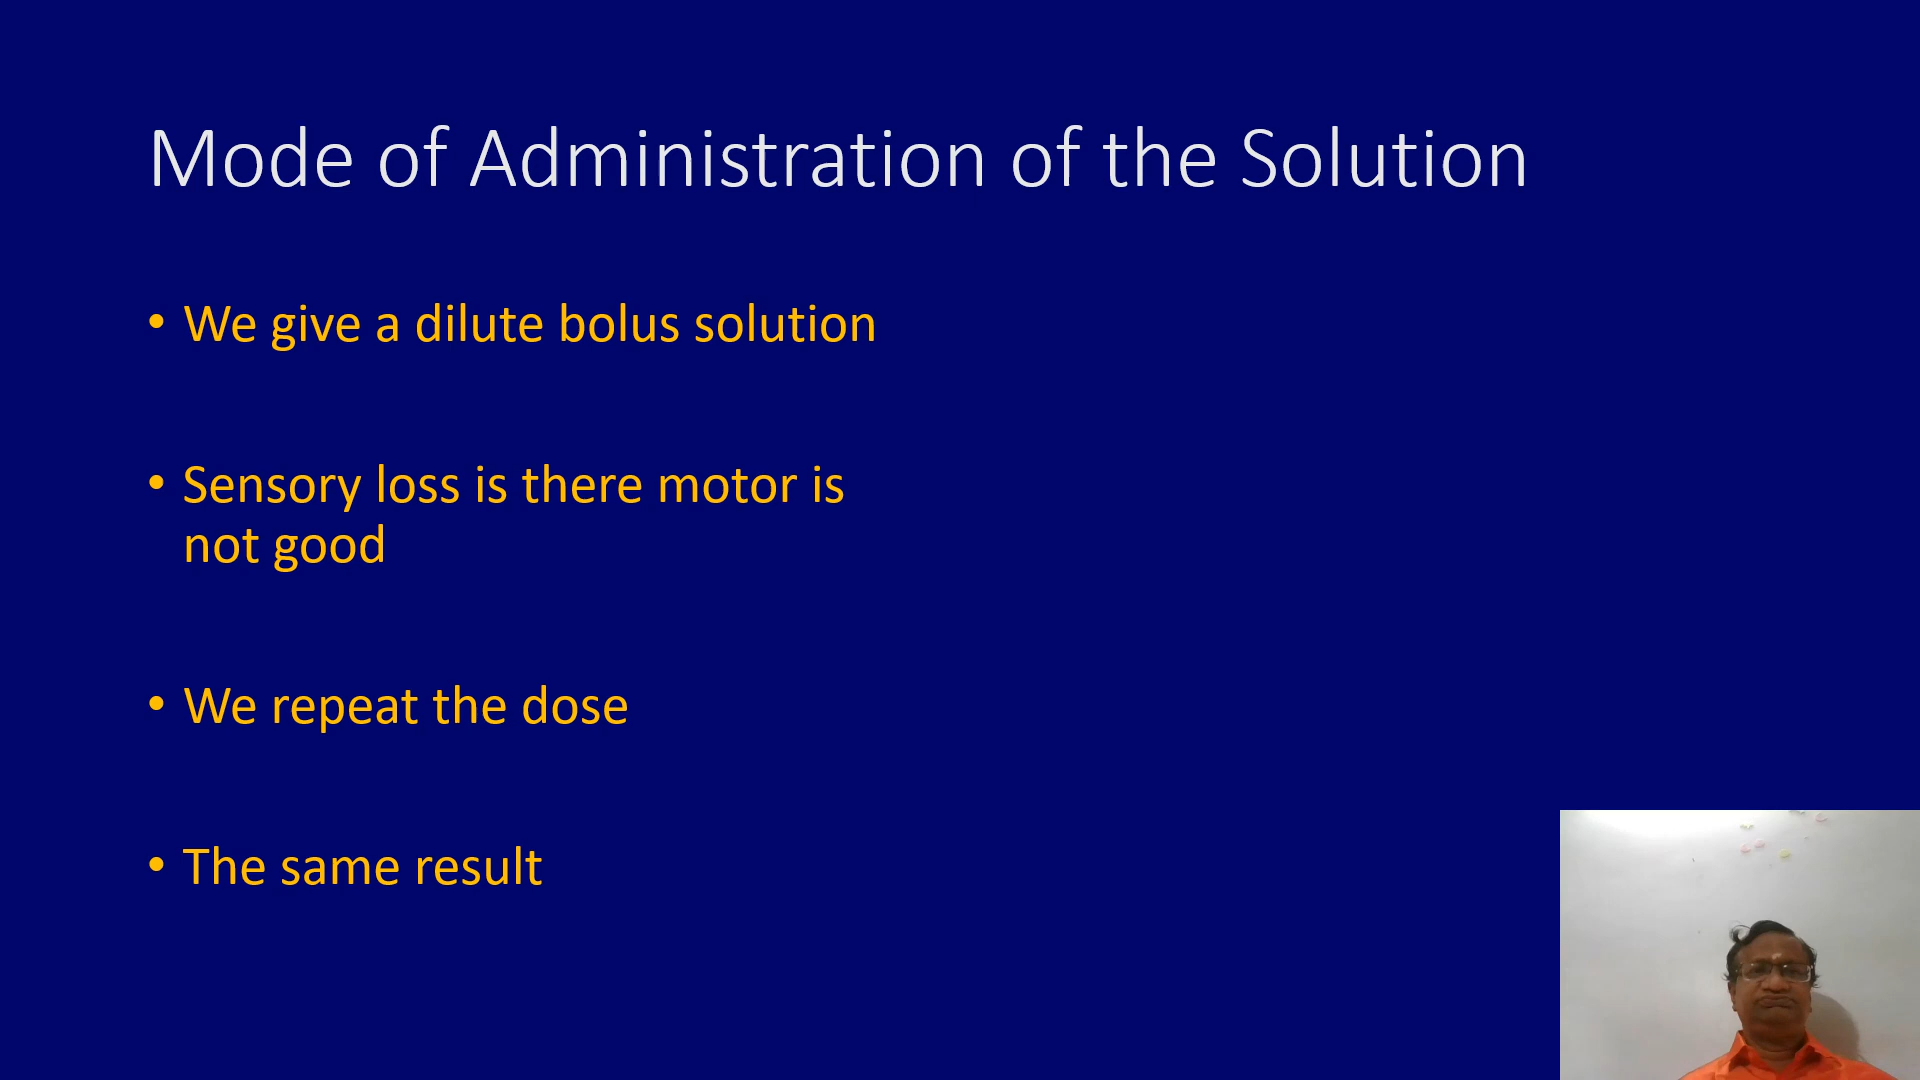 Mode of Administration of the Solution
• We give a dilute bolus solution
• Sensory loss is there motor is
not good
• We repeat the dose
• The same result